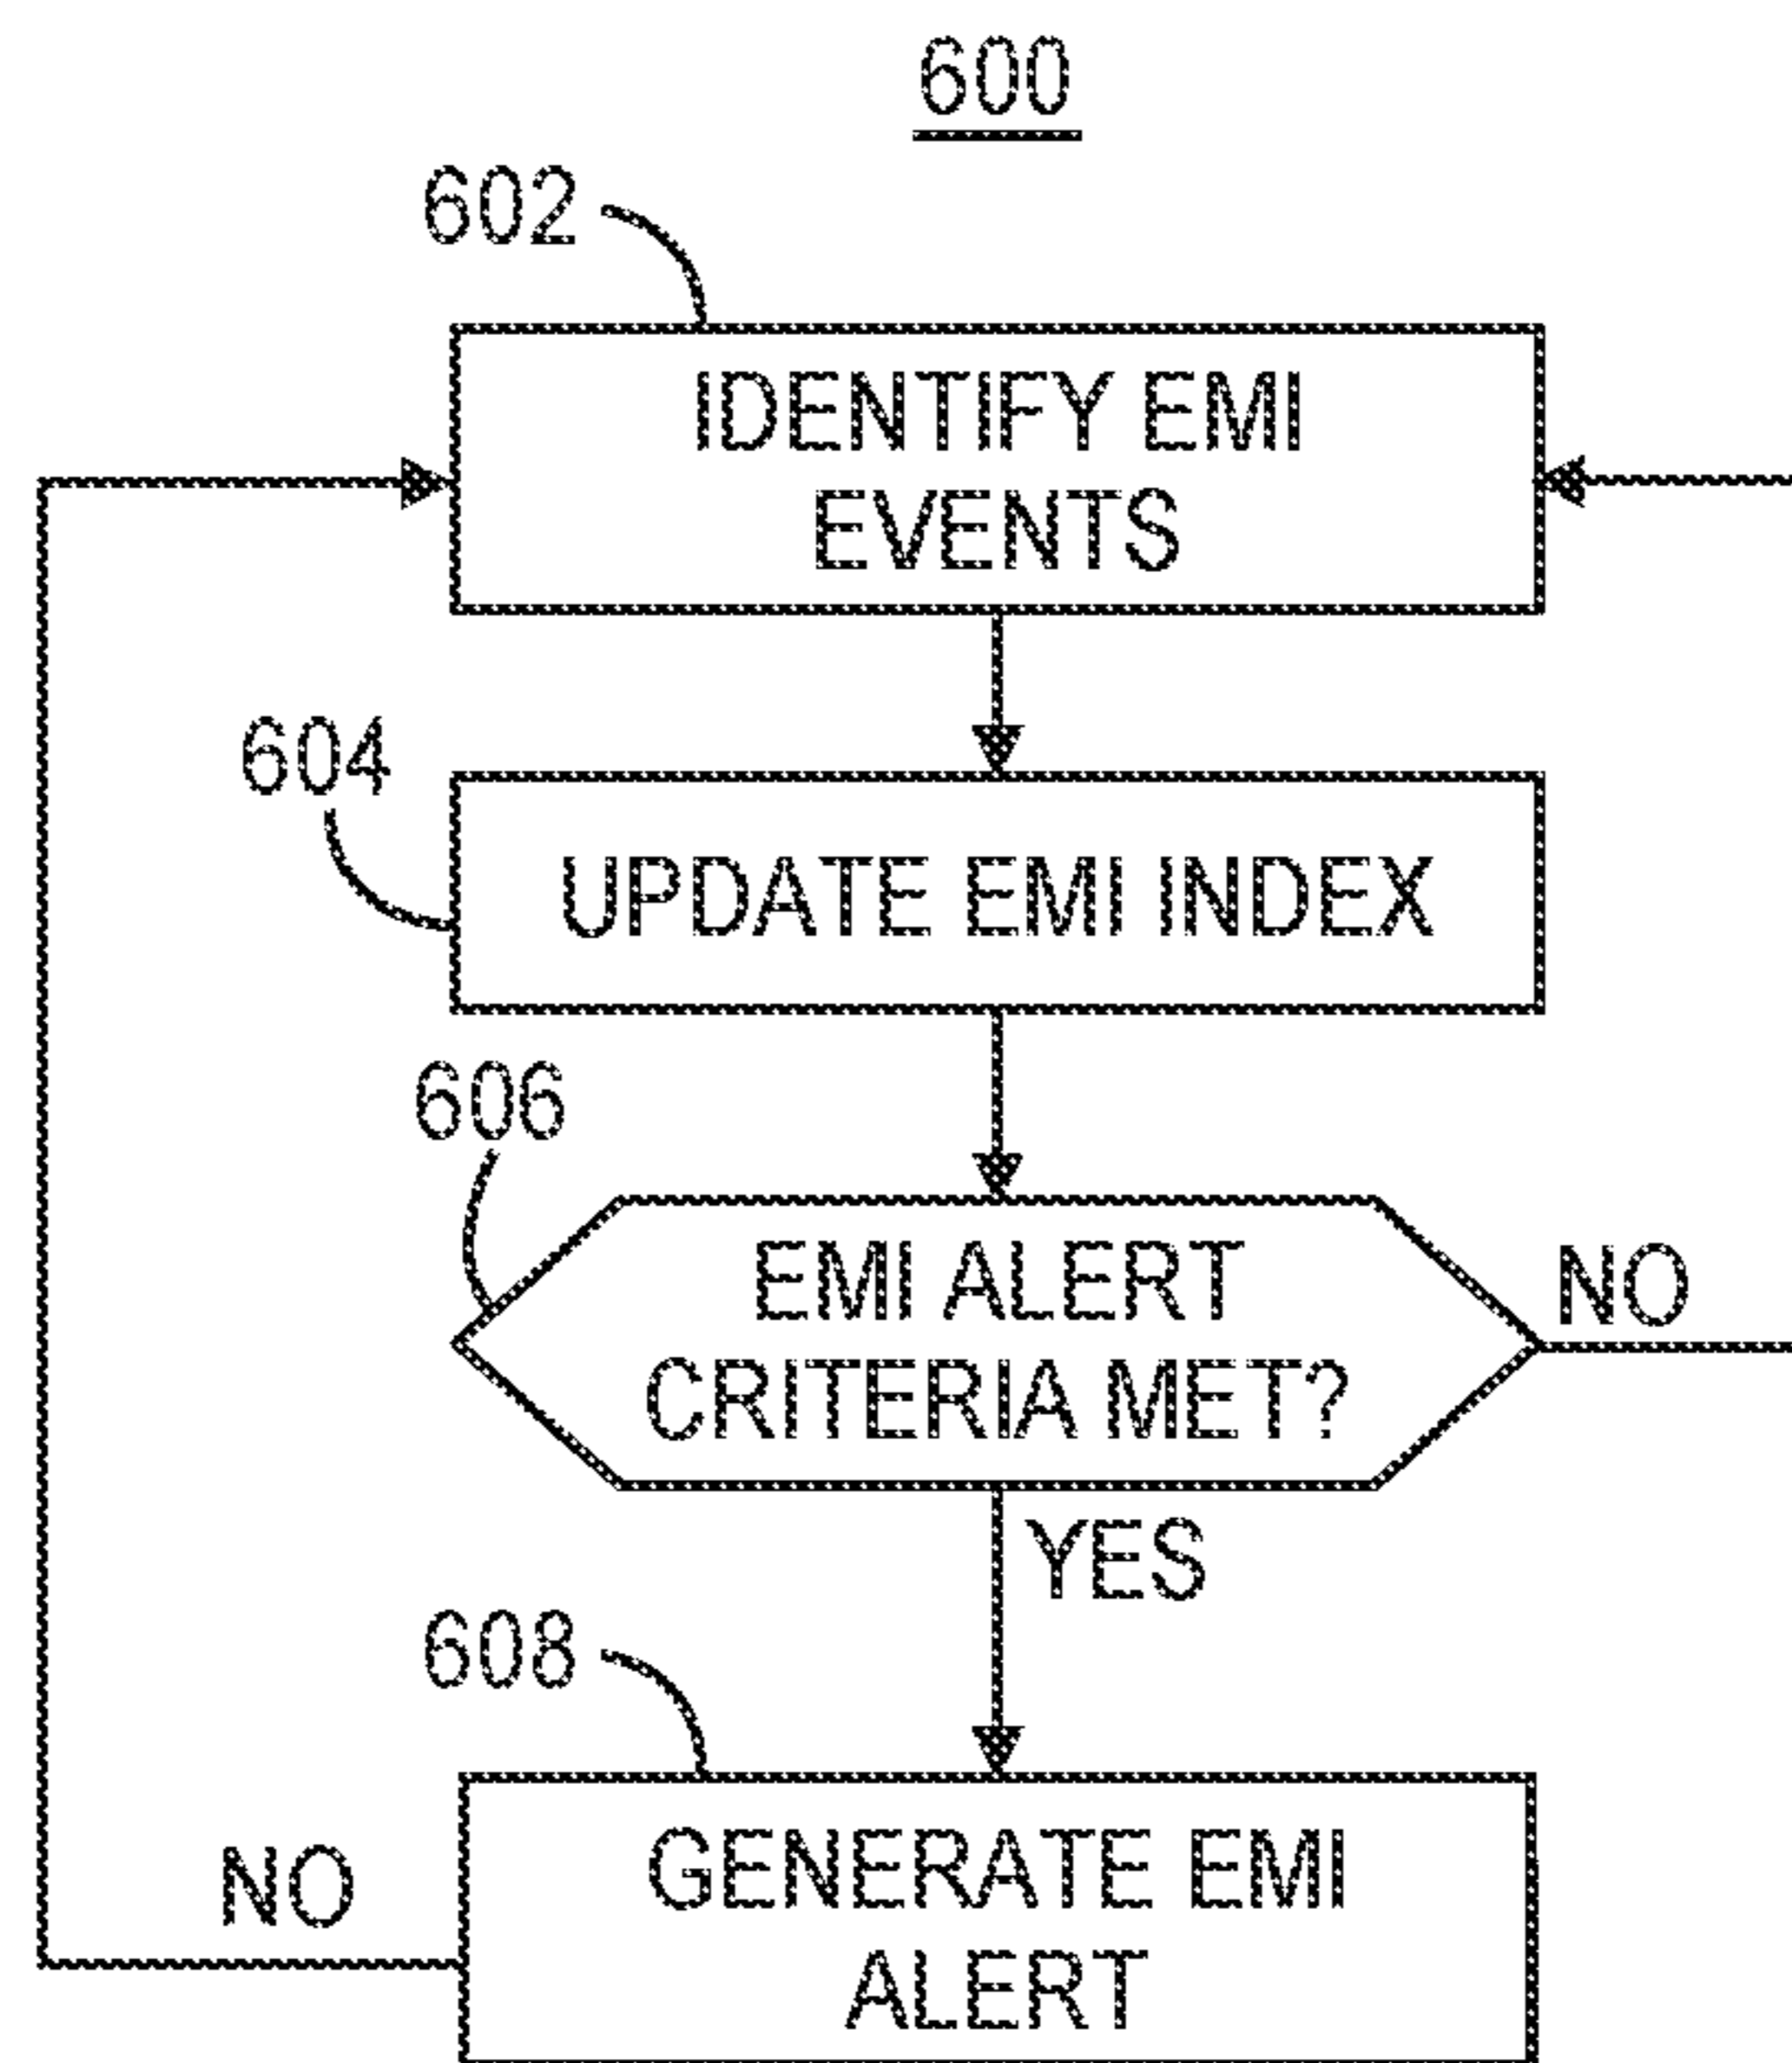 600
602
IDENTIFY EMI
EVENTS
604
UPDATE EMI INDEX
606
EMI ALERT
CRITERIA MET?
NO
YES
608
GENERATE EMI
ALERT
NO